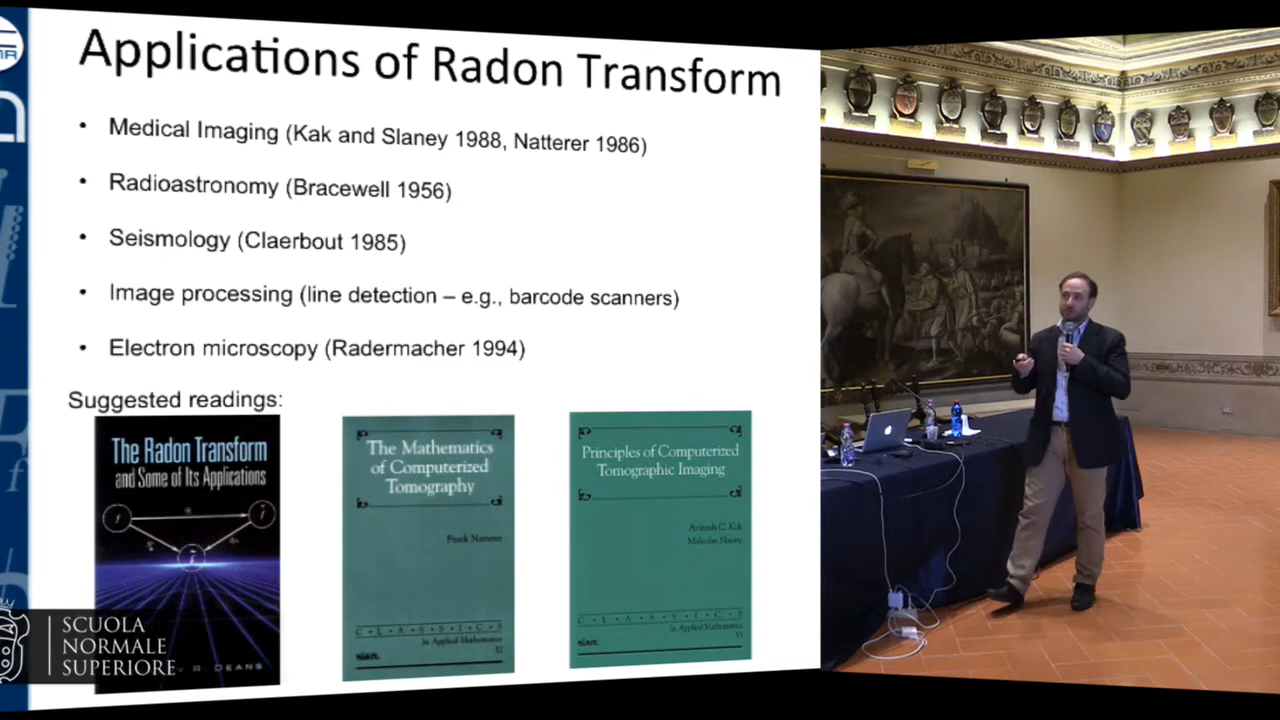 Applications of Radon Transform
• Medical Imaging (Kak and Slaney 1988, Natterer 1986)
• Radioastronomy (Bracewell 1956)
• Seismology (Claerbout 1985)
• Image processing (line detection – e.g., barcode scanners)
• Electron microscopy (Radermacher 1994)
Suggested readings:
The Radon Transform
and Some of Its Applications
R. DEANS
The Mathematics
of Computerized
Tomography
Frank Natterer
C•L•A•S•S•I•C•S
In Applied Mathematics
32
siam
Principles of Computerized
Tomographic Imaging
Avinash C. Kak
Malcolm Slaney
C•L•A•S•S•I•C•S
In Applied Mathematics
33
siam
SCUOLA
NORMALE
SUPERIORE